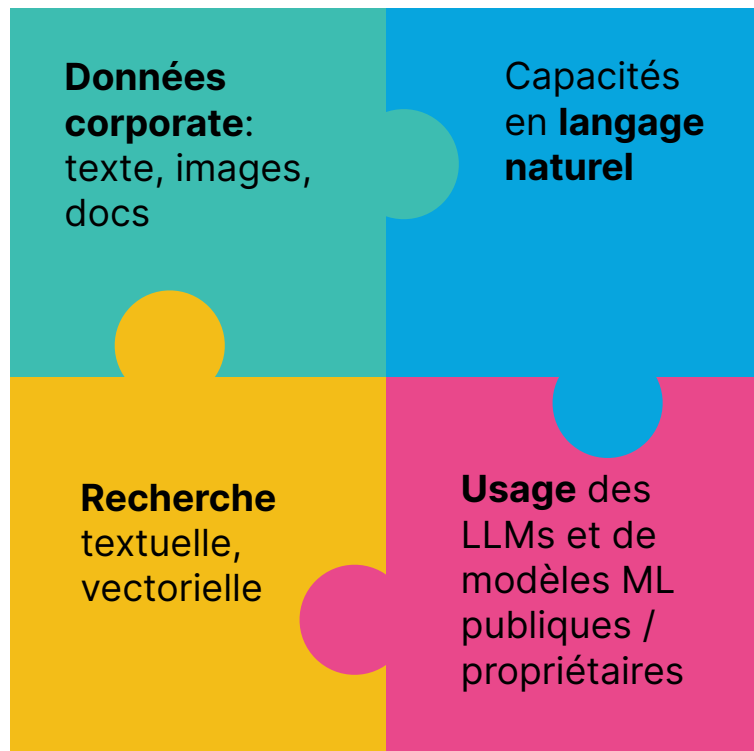 Données
corporate:
texte, images,
docs
Capacités
en langage
naturel
Recherche
textuelle,
vectorielle
Usage des
LLMs et de
modèles ML
publiques /
propriétaires